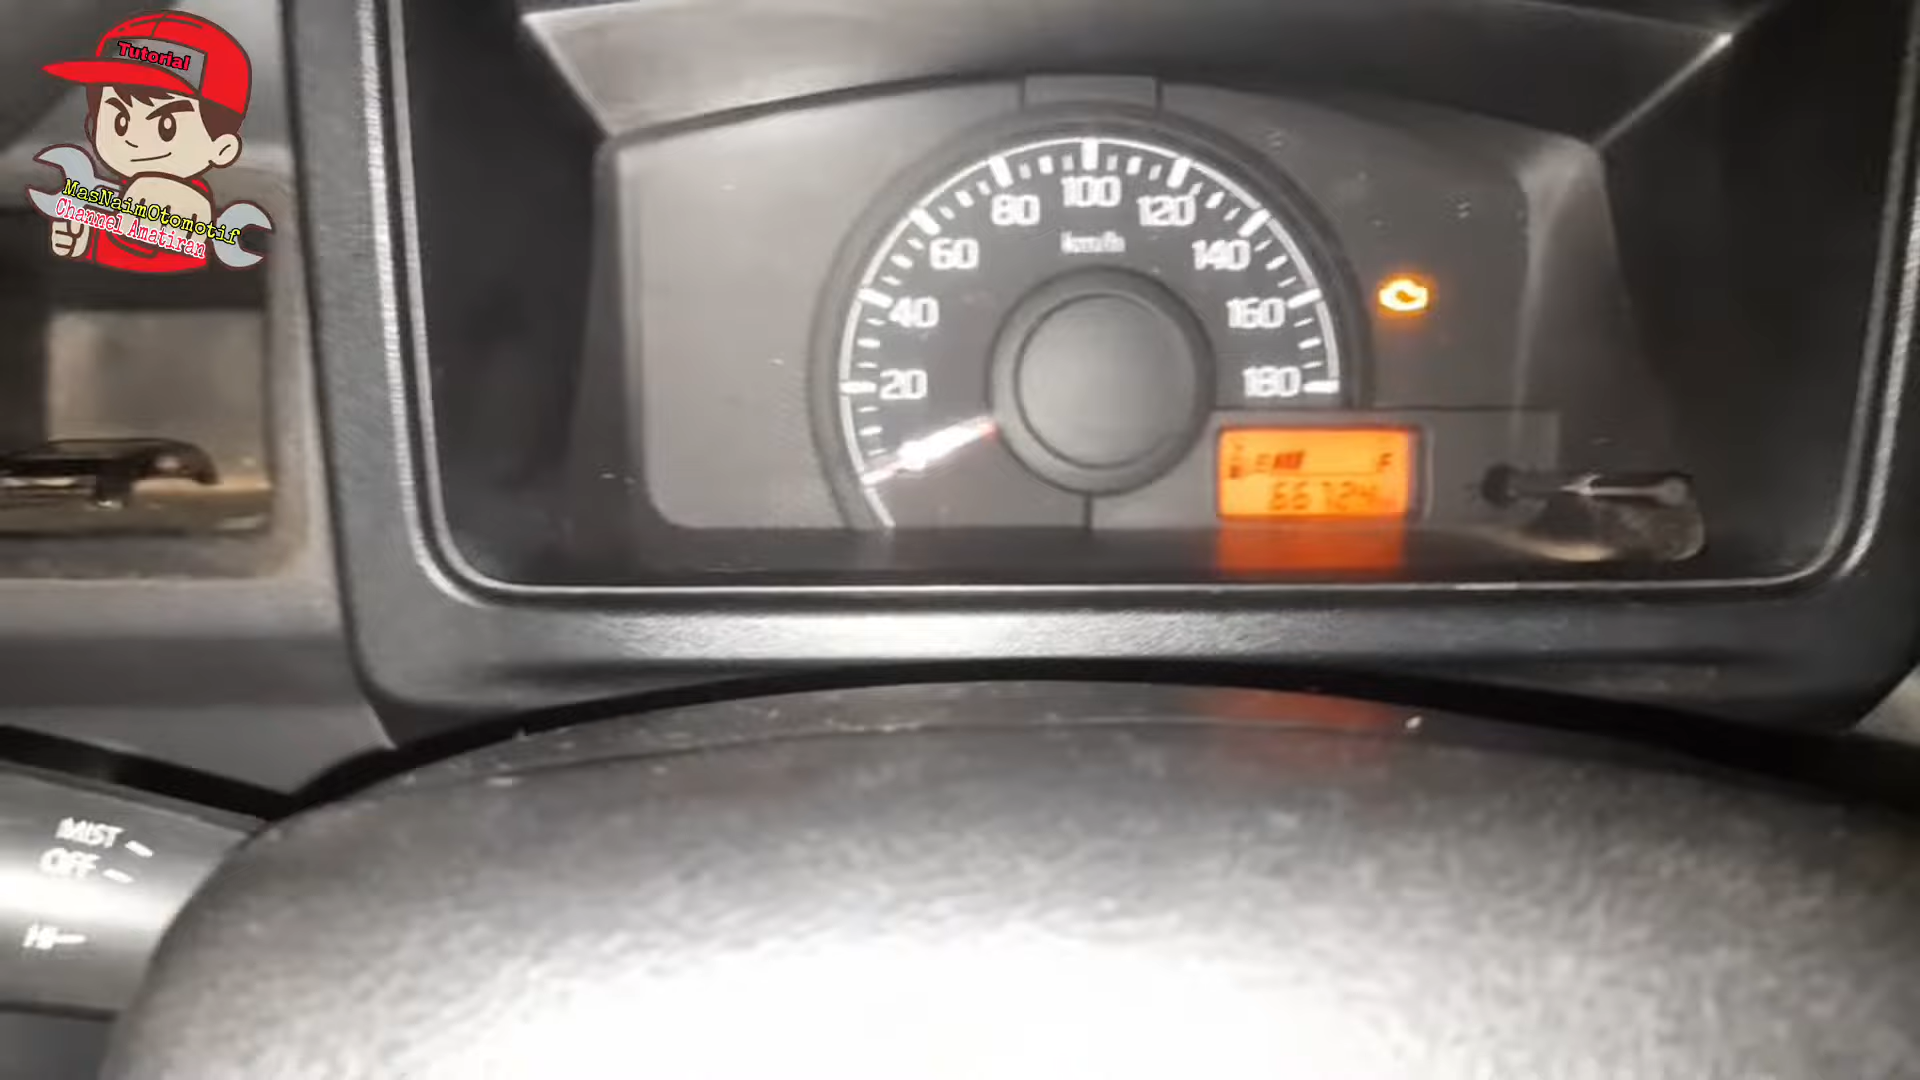 Tutorial
MasNaimOtomotif
Channel Amatiran
20
40
60
80
100
120
140
160
180
km/h
F
MIST
OFF
HI